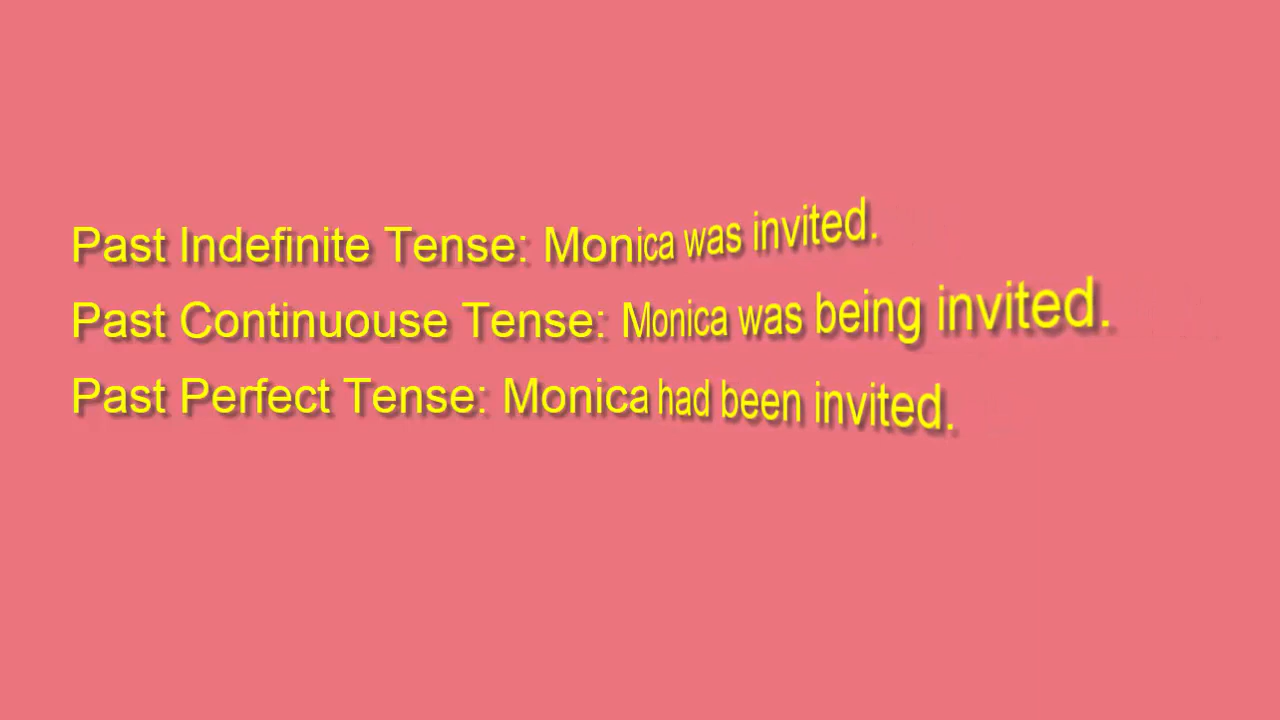 Past Indefinite Tense: Monica was invited.
Past Continuouse Tense: Monica was being invited.
Past Perfect Tense: Monica had been invited.